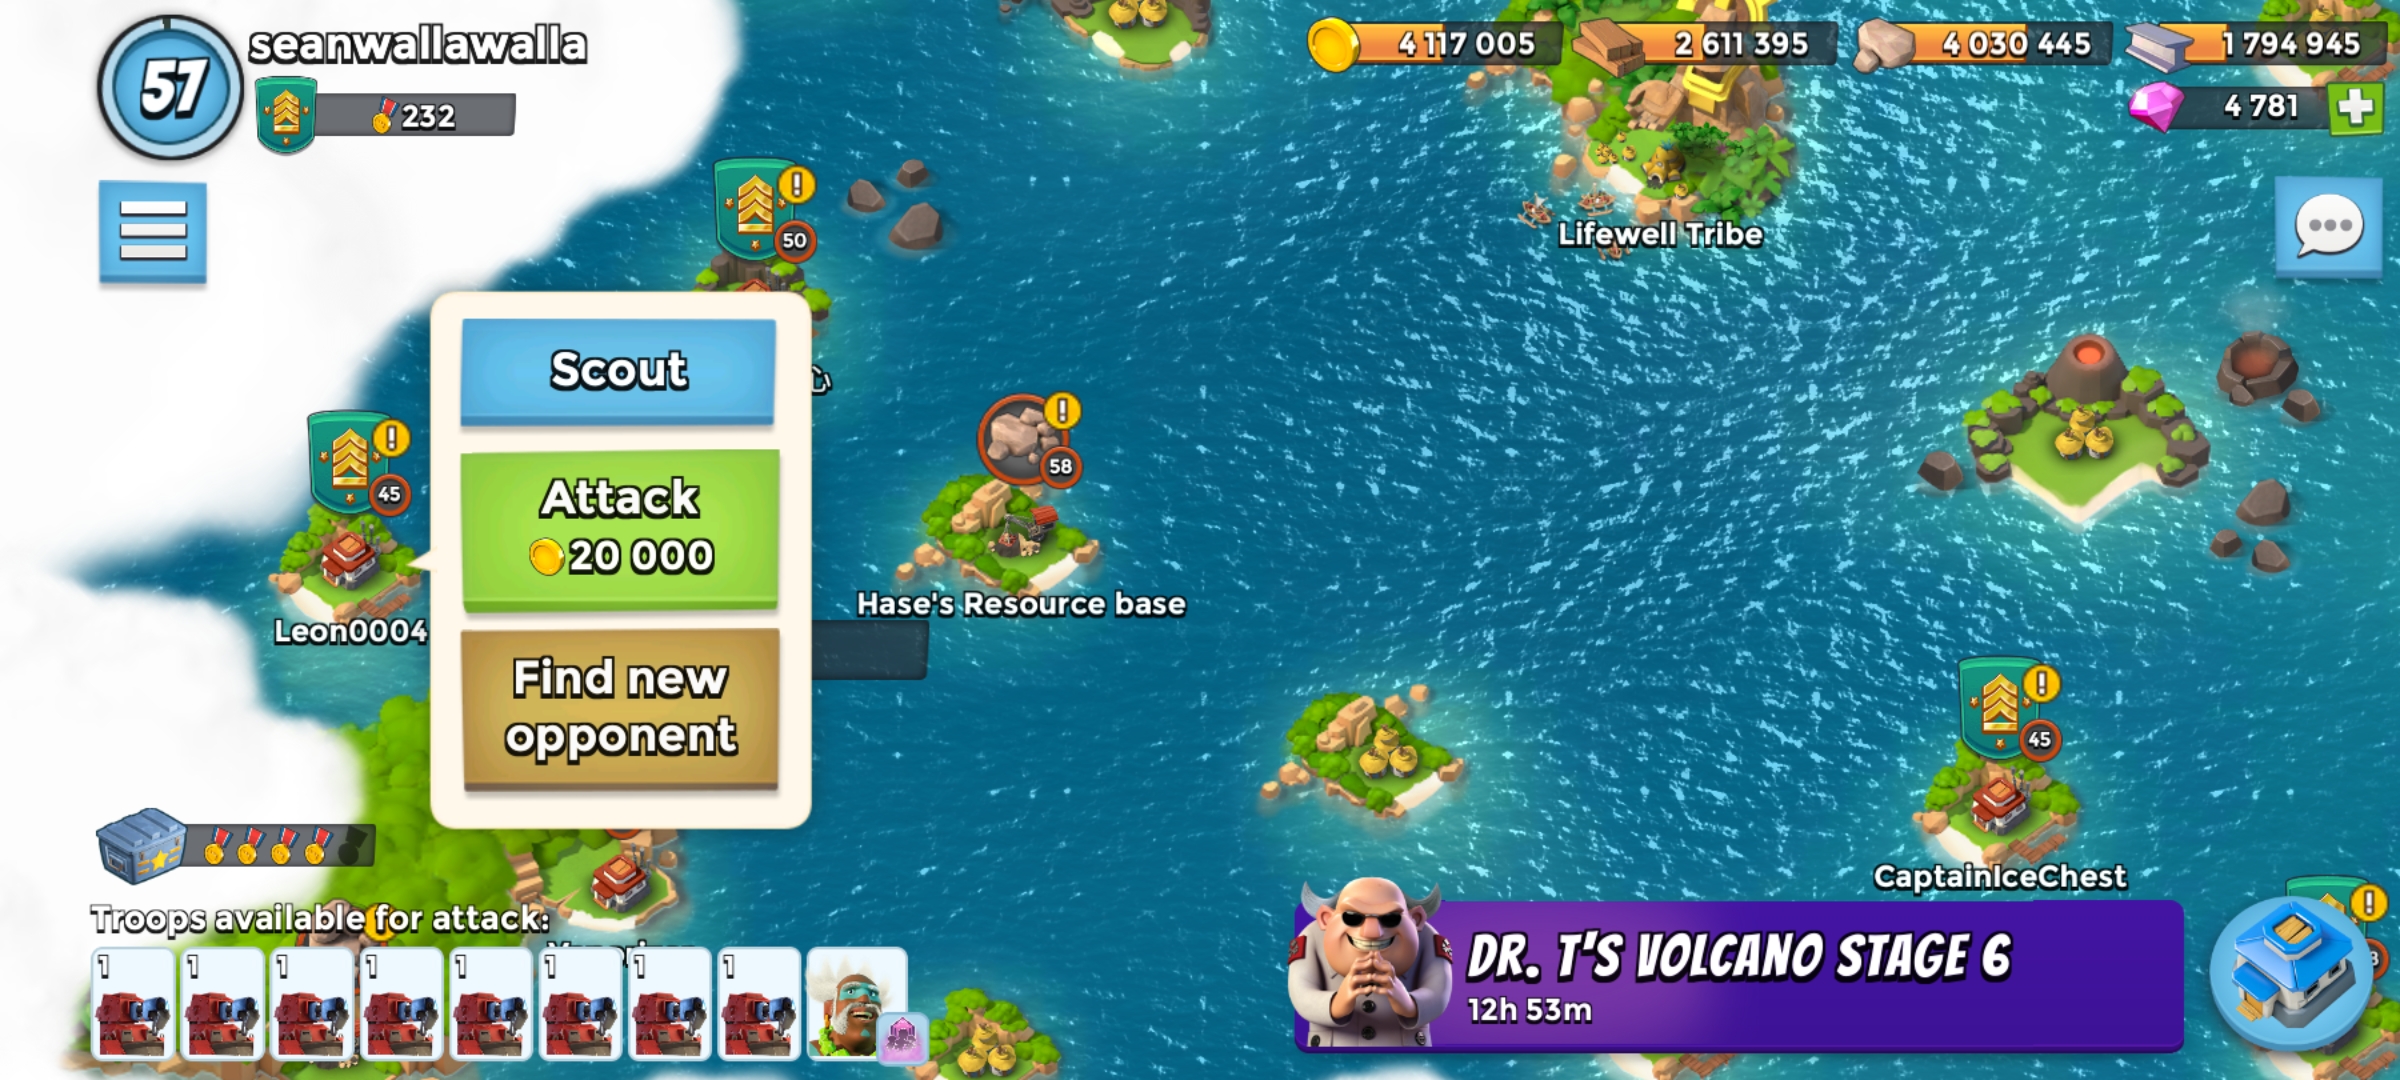 57
seanwallawalla
232
4 117 005
2 611 395
4 030 445
1 794 945
4 781
50
Lifewell Tribe
Scout
Attack
20 000
Find new
opponent
45
Leon0004
58
Hase's Resource base
45
CaptainIceChest
Troops available for attack:
1 1 1 1 1 1 1 1
DR. T'S VOLCANO STAGE 6
12h 53m